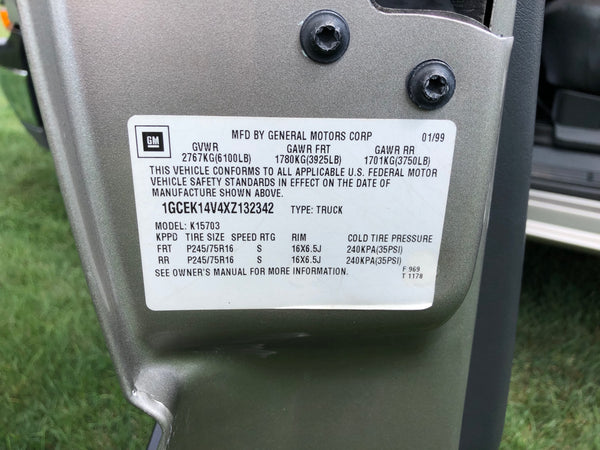 GM
MFD BY GENERAL MOTORS CORP 01/99
GVWR GAWR FRT GAWR RR
2767KG(6100LB) 1780KG(3925LB) 1701KG(3750LB)
THIS VEHICLE CONFORMS TO ALL APPLICABLE U.S. FEDERAL MOTOR
VEHICLE SAFETY STANDARDS IN EFFECT ON THE DATE OF
MANUFACTURE SHOWN ABOVE.
1GCEK14V4XZ132342 TYPE: TRUCK
MODEL: K15703
KPPD TIRE SIZE SPEED RTG RIM COLD TIRE PRESSURE
FRT P245/75R16 S 16X6.5J 240KPA(35PSI)
RR P245/75R16 S 16X6.5J 240KPA(35PSI)
SEE OWNER'S MANUAL FOR MORE INFORMATION.
F 969
T 1178